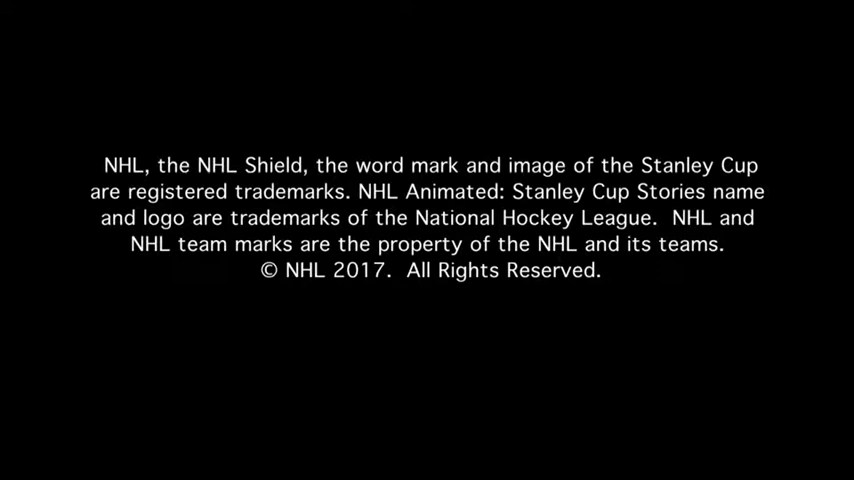 NHL, the NHL Shield, the word mark and image of the Stanley Cup
are registered trademarks. NHL Animated: Stanley Cup Stories name
and logo are trademarks of the National Hockey League.  NHL and
NHL team marks are the property of the NHL and its teams.
© NHL 2017.  All Rights Reserved.